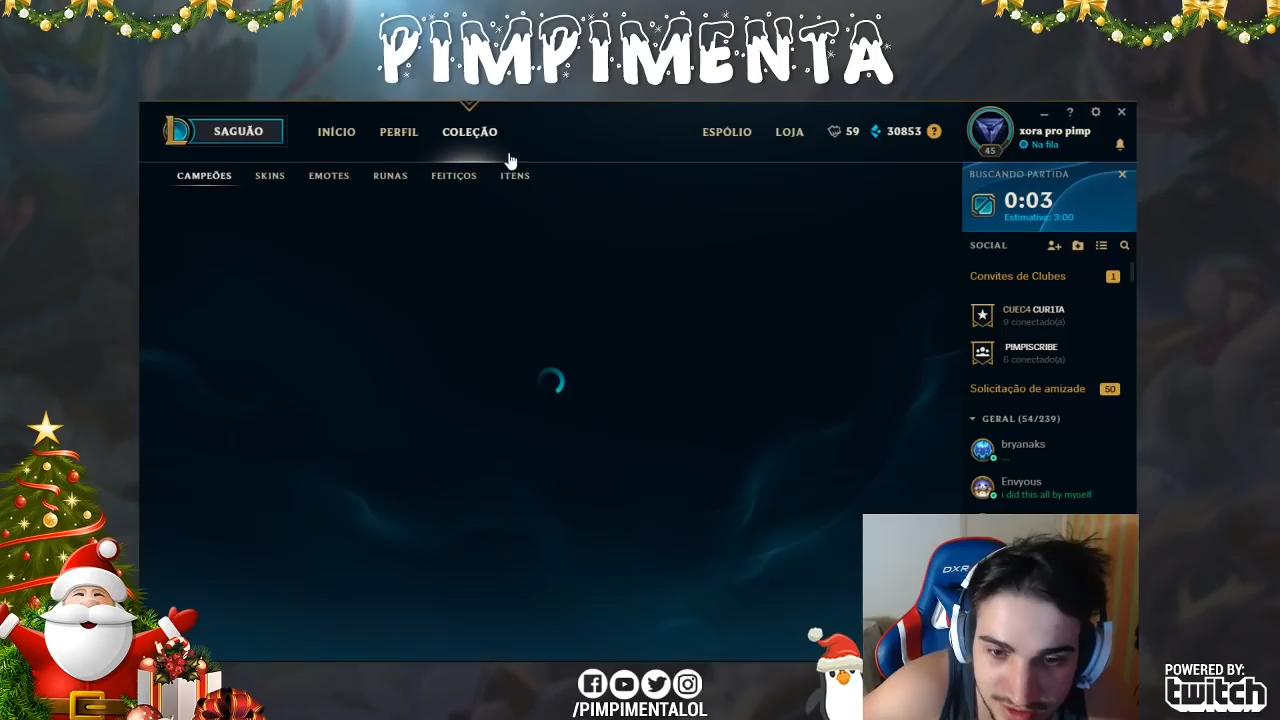 PIMPIMENTA
SAGUÃO
INÍCIO
PERFIL
COLEÇÃO
ESPÓLIO
LOJA
59
30853
?
?
45
xora pro pimp
Na fila
CAMPEÕES
SKINS
EMOTES
RUNAS
FEITIÇOS
ITENS
BUSCANDO PARTIDA
0:03
Estimativa: 3:00
SOCIAL
Convites de Clubes
1
CUEC4 CUR1TA
9 conectado(a)
PIMPISCRIBE
6 conectado(a)
Solicitação de amizade
50
GERAL (54/239)
bryanaks
...
Envyous
i did this all by myself
DXR
/PIMPIMENTALOL
POWERED BY:
twitch